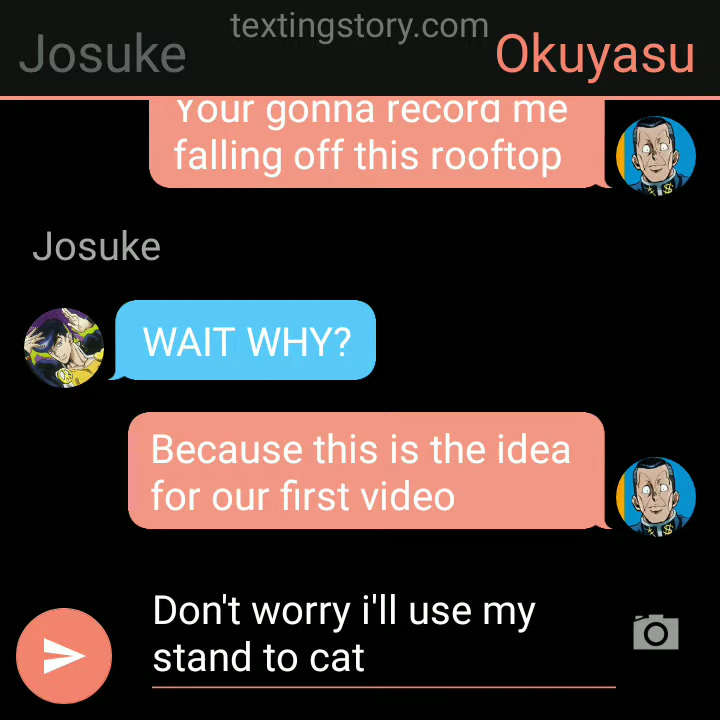 textingstory.com
Josuke
Okuyasu
Your gonna record me
falling off this rooftop
Josuke
WAIT WHY?
Because this is the idea
for our first video
Don't worry i'll use my
stand to cat